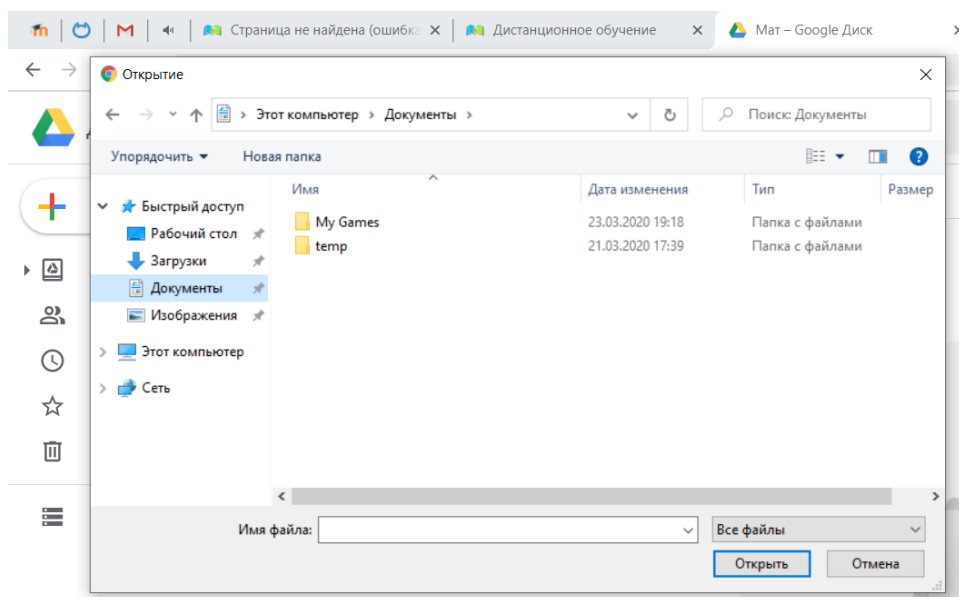 Страница не найдена (ошибка Дистанционное обучение Мат – Google Диск
Открытие
Этот компьютер Документы Поиск: Документы
Упорядочить Новая папка
Имя Дата изменения Тип Размер
Быстрый доступ
Рабочий стол
Загрузки
Документы
Изображения
Этот компьютер
Сеть
My Games 23.03.2020 19:18 Папка с файлами
temp 21.03.2020 17:39 Папка с файлами
Имя файла: Все файлы
Открыть Отмена